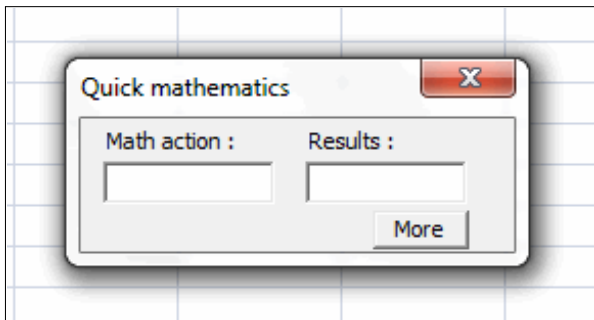 Quick mathematics
Math action : Results :
More